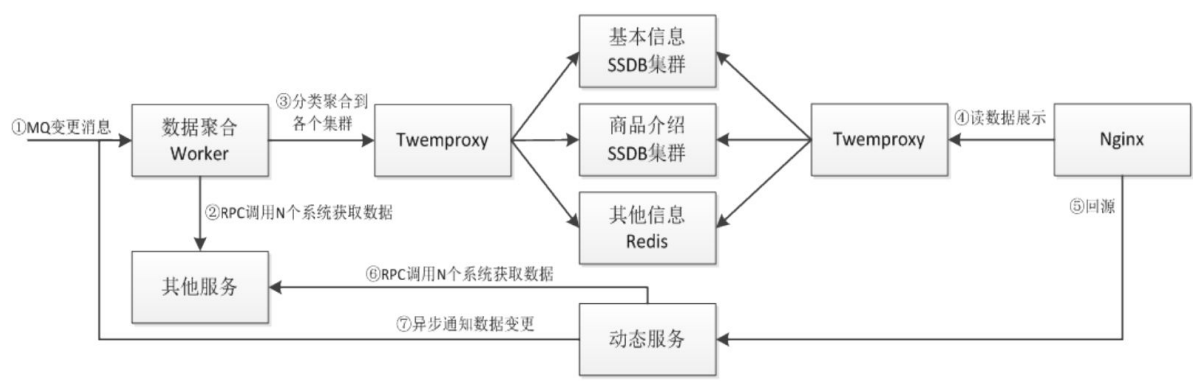 基本信息
SSDB集群
①MQ变更消息
数据聚合
Worker
③分类聚合到
各个集群
Twemproxy
商品介绍
SSDB集群
Twemproxy
④读数据展示
Nginx
②RPC调用N个系统获取数据
其他信息
Redis
⑤回源
其他服务
⑥RPC调用N个系统获取数据
⑦异步通知数据变更
动态服务